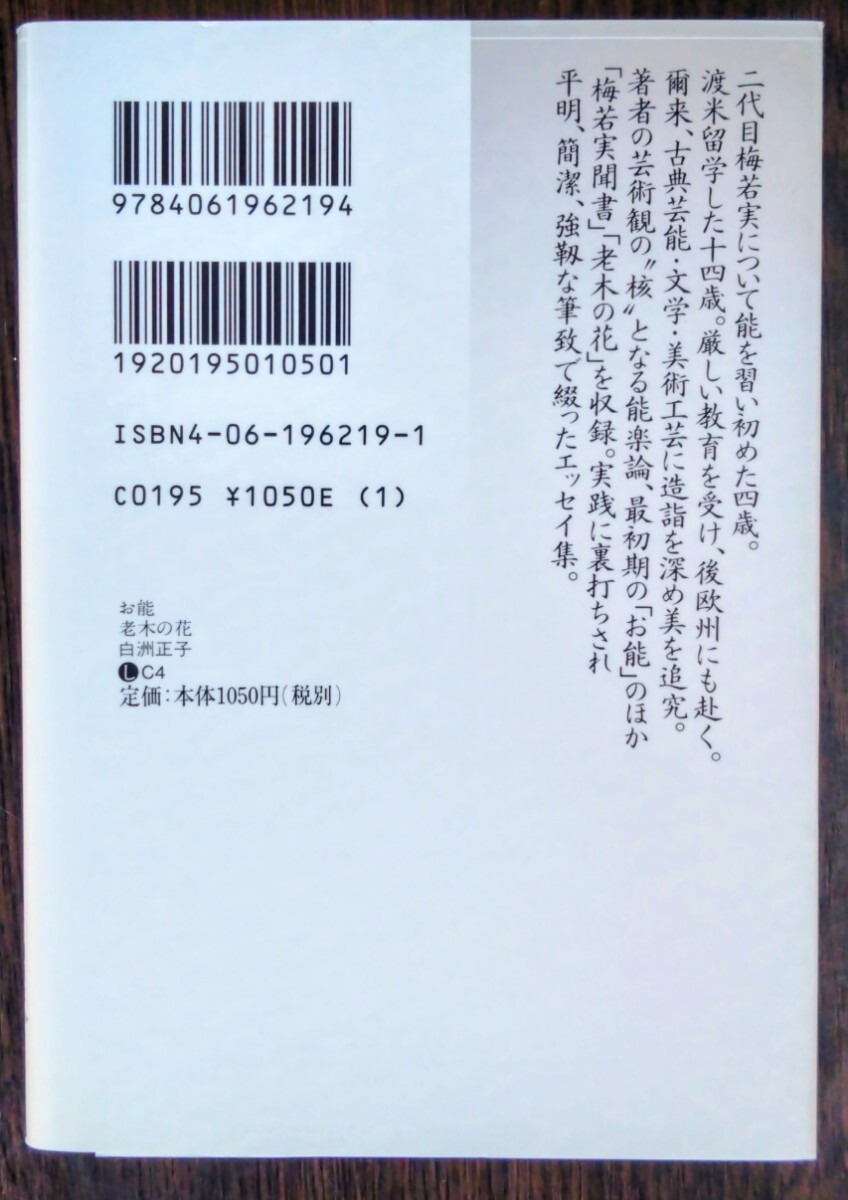 二代目梅若実について能を習い初めた四歳。
渡米留学した十四歳。厳しい教育を受け、後欧州にも赴く。
爾来、古典芸能・文学・美術工芸に造詣を深め美を追究。
著者の芸術観の〝核〟となる能楽論、最初期の「お能」のほか
「梅若実聞書」「老木の花」を収録。実践に裏打ちされ
平明、簡潔、強靱な筆致で綴ったエッセイ集。
9784061962194
1920195010501
ISBN4-06-196219-1
C0195 ¥1050E (1)
お能
老木の花
白洲正子
L C4
定価:本体1050円(税別)